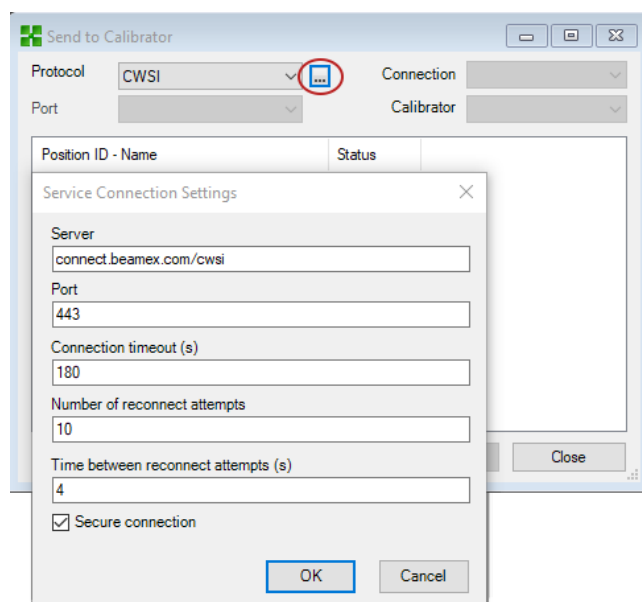 Send to Calibrator
Protocol
CWSI
...
Connection
Port
Calibrator
Position ID - Name
Status
Service Connection Settings
Server
connect.beamex.com/cwsi
Port
443
Connection timeout (s)
180
Number of reconnect attempts
10
Time between reconnect attempts (s)
4
Secure connection
OK
Cancel
Close